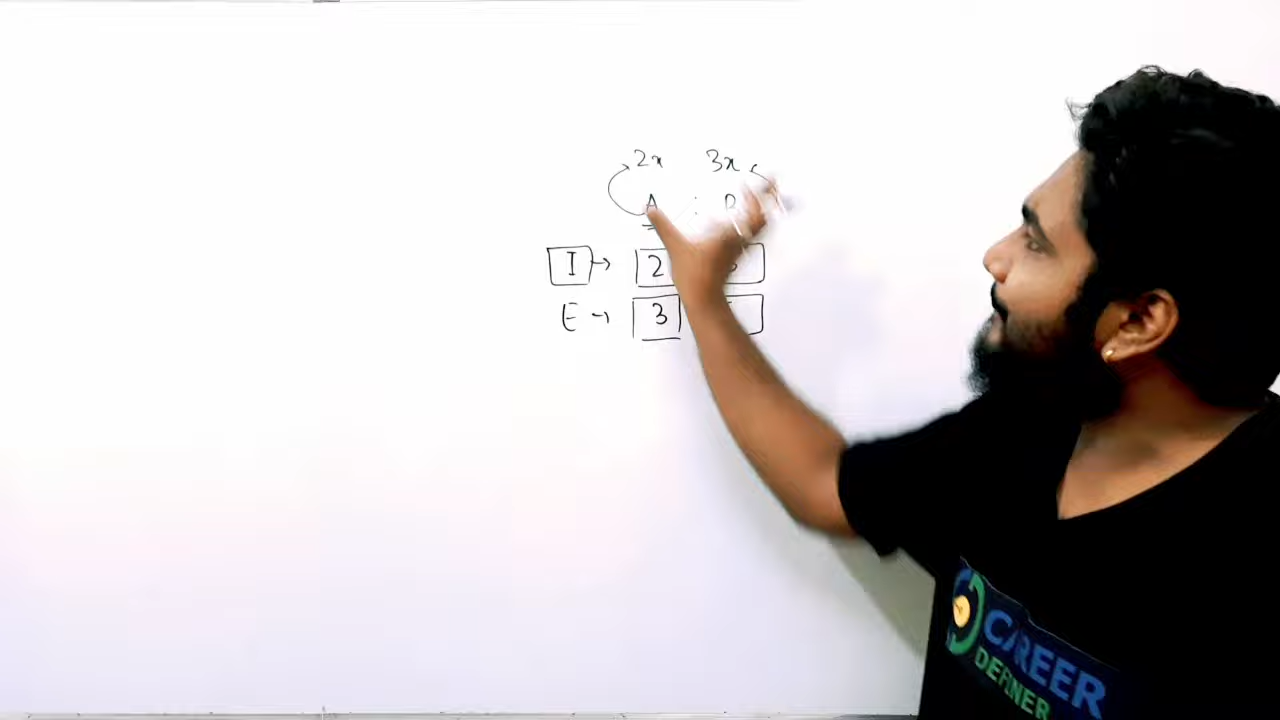 2x 3x
A :
I → 2
E → 3
CAREER
DEFINER